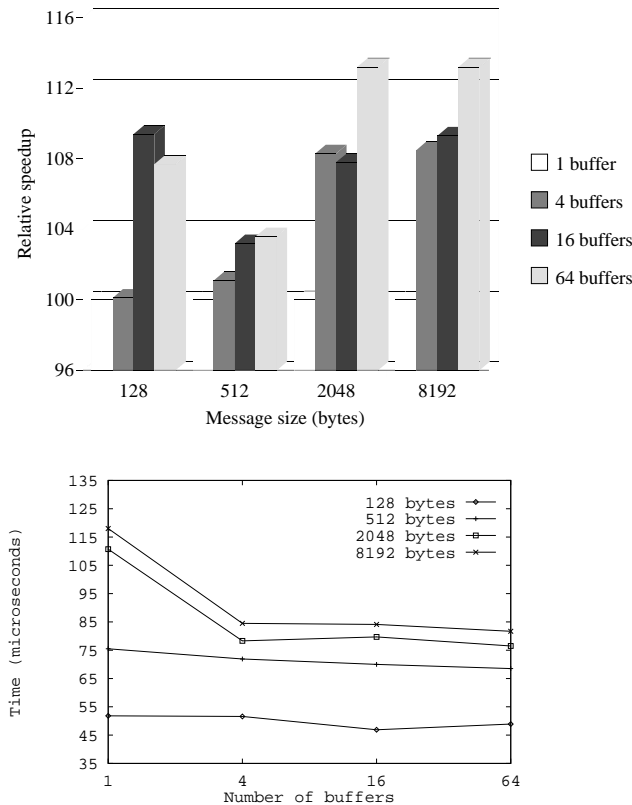 116
112
108
104
100
96
Relative speedup
128 512 2048 8192
Message size (bytes)
1 buffer
4 buffers
16 buffers
64 buffers
135
125
115
105
95
85
75
65
55
45
35
Time (microseconds)
128 bytes
512 bytes
2048 bytes
8192 bytes
1 4 16 64
Number of buffers